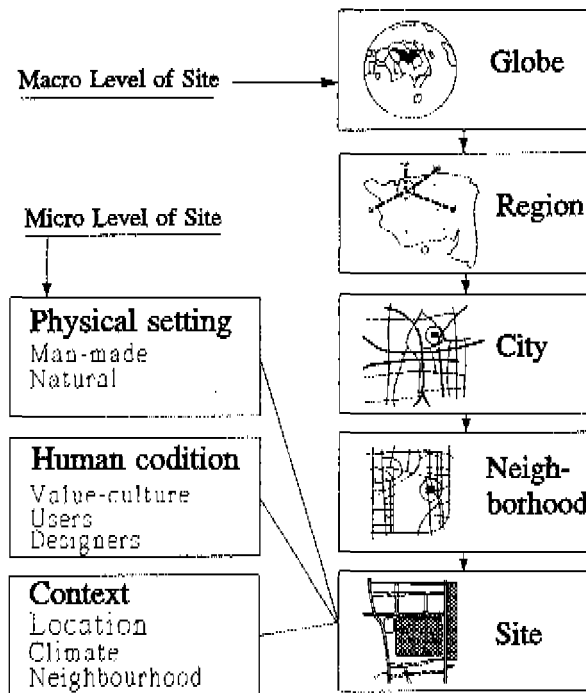 Macro Level of Site
Globe
Region
Micro Level of Site
Physical setting
Man-made
Natural
City
Human codition
Value-culture
Users
Designers
Neigh-
borhood
Context
Location
Climate
Neighbourhood
Site